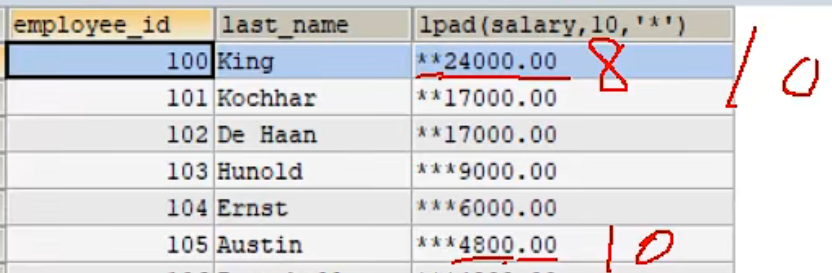 employee_id last_name lpad(salary,10,'*')
100 King **24000.00 8 10
101 Kochhar **17000.00
102 De Haan **17000.00
103 Hunold ***9000.00
104 Ernst ***6000.00
105 Austin ***4800.00 10